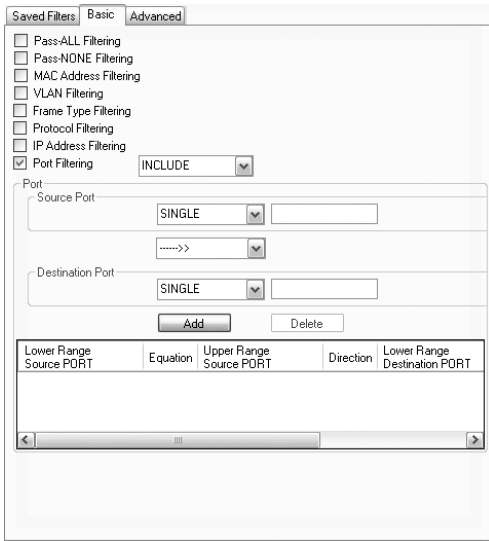 Saved Filters Basic Advanced
Pass-ALL Filtering
Pass-NONE Filtering
MAC Address Filtering
VLAN Filtering
Frame Type Filtering
Protocol Filtering
IP Address Filtering
Port Filtering INCLUDE
Port
Source Port
SINGLE
------>>
Destination Port
SINGLE
Add Delete
Lower Range Source PORT Equation Upper Range Source PORT Direction Lower Range Destination PORT